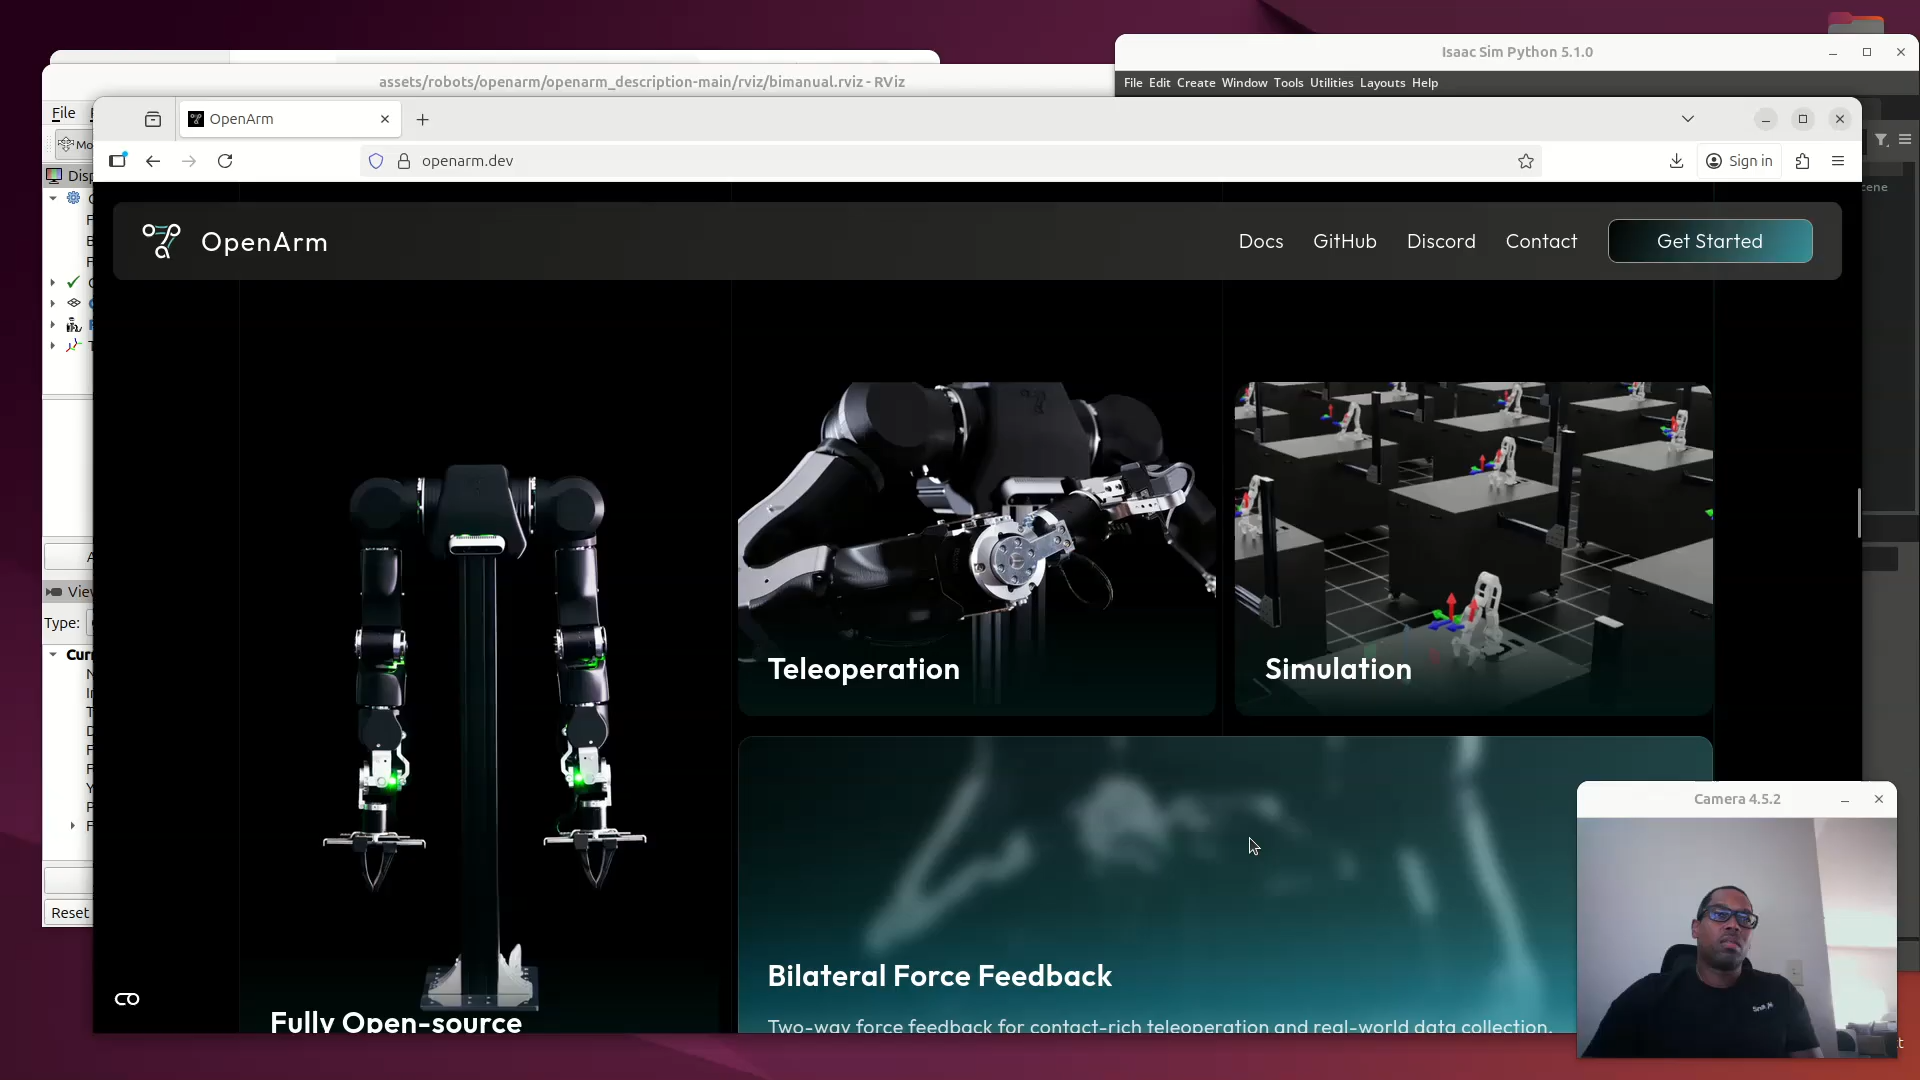 Isaac Sim Python 5.1.0
assets/robots/openarm/openarm_description-main/rviz/bimanual.rviz - RViz
File Edit Create Window Tools Utilities Layouts Help
File
OpenArm
openarm.dev
Sign in
OpenArm
Docs
GitHub
Discord
Contact
Get Started
Type:
Reset
Teleoperation
Simulation
Camera 4.5.2
Bilateral Force Feedback
Fully Open-source
Two-way force feedback for contact-rich teleoperation and real-world data collection.